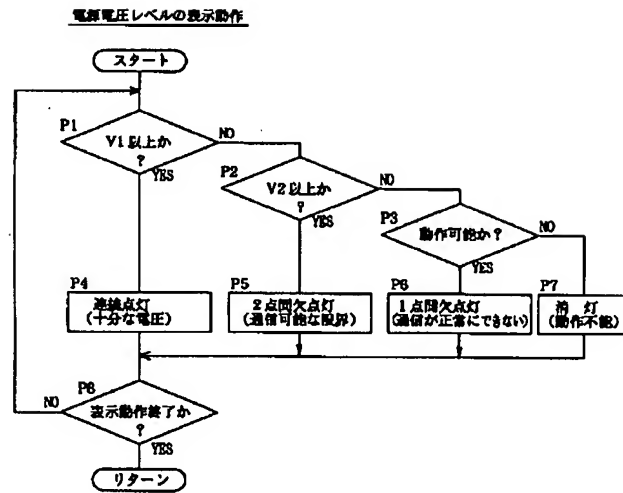 電源電圧レベルの表示動作
スタート
P1
V1以上か
?
NO
YES
P2
V2以上か
?
NO
YES
P3
動作可能か?
NO
YES
P4
連続点灯
(十分な電圧)
P5
2点間欠点灯
(通信可能な限界)
P6
1点間欠点灯
(通信が正常にできない)
P7
消灯
(動作不能)
P8
表示動作終了か
?
NO
YES
リターン